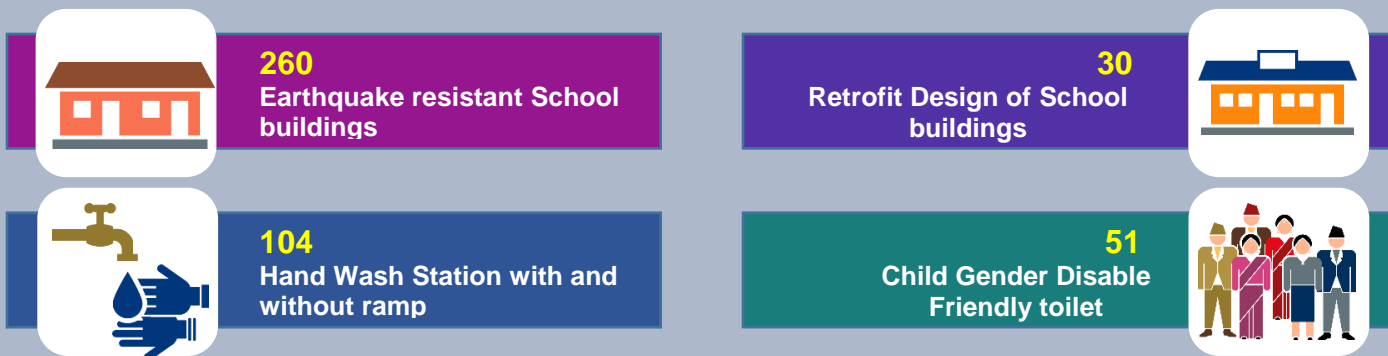 260
Earthquake resistant School
buildings
30
Retrofit Design of School
buildings
104
Hand Wash Station with and
without ramp
51
Child Gender Disable
Friendly toilet